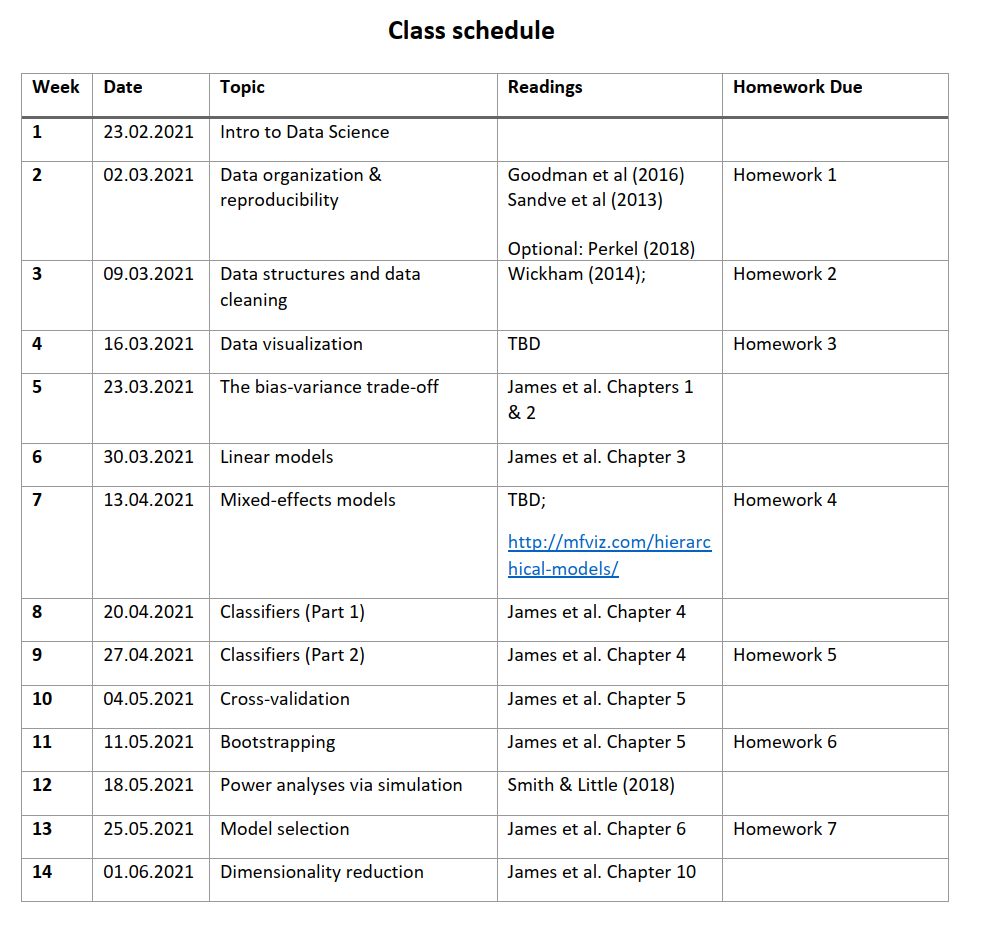 Class schedule
Week Date Topic Readings Homework Due
1 23.02.2021 Intro to Data Science
2 02.03.2021 Data organization & Goodman et al (2016) Homework 1
reproducibility Sandve et al (2013)
Optional: Perkel (2018)
3 09.03.2021 Data structures and data Wickham (2014); Homework 2
cleaning
4 16.03.2021 Data visualization TBD Homework 3
5 23.03.2021 The bias-variance trade-off James et al. Chapters 1
& 2
6 30.03.2021 Linear models James et al. Chapter 3
7 13.04.2021 Mixed-effects models TBD; Homework 4
http://mfviz.com/hierarc
hical-models/
8 20.04.2021 Classifiers (Part 1) James et al. Chapter 4
9 27.04.2021 Classifiers (Part 2) James et al. Chapter 4 Homework 5
10 04.05.2021 Cross-validation James et al. Chapter 5
11 11.05.2021 Bootstrapping James et al. Chapter 5 Homework 6
12 18.05.2021 Power analyses via simulation Smith & Little (2018)
13 25.05.2021 Model selection James et al. Chapter 6 Homework 7
14 01.06.2021 Dimensionality reduction James et al. Chapter 10